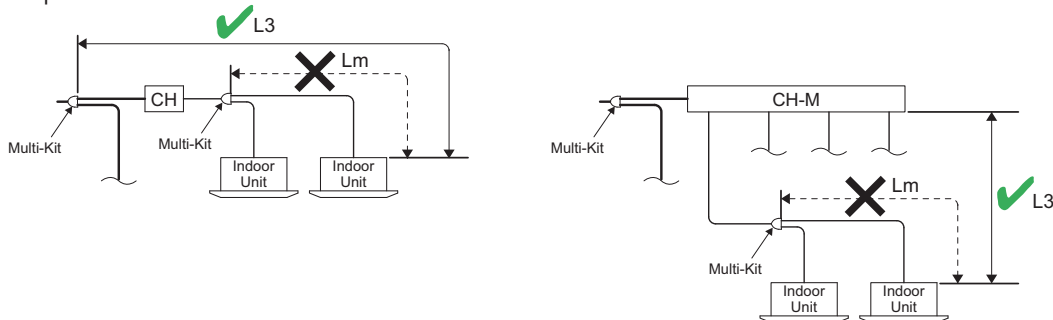 L3
Lm
CH
Multi-Kit
Multi-Kit
Indoor
Unit
Indoor
Unit
CH-M
Multi-Kit
Lm
L3
Multi-Kit
Indoor
Unit
Indoor
Unit